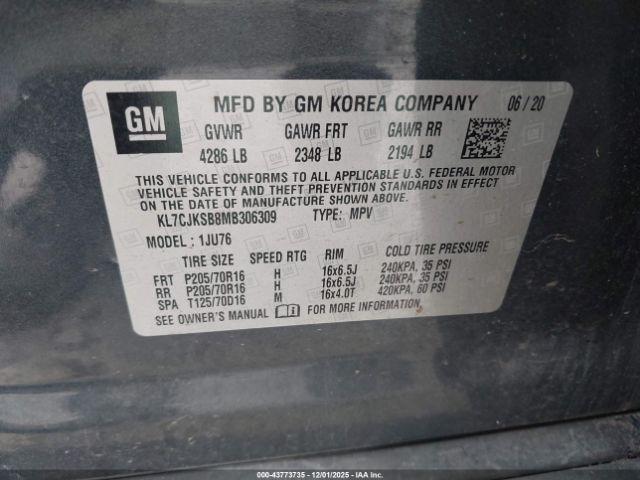 GM
MFD BY GM KOREA COMPANY 06/20
GVWR GAWR FRT GAWR RR
4286 LB 2348 LB 2194 LB
THIS VEHICLE CONFORMS TO ALL APPLICABLE U.S. FEDERAL MOTOR
VEHICLE SAFETY AND THEFT PREVENTION STANDARDS IN EFFECT
ON THE DATE OF MANUFACTURE SHOWN ABOVE.
KL7CJKSB8MB306309 TYPE: MPV
MODEL: 1JU76
TIRE SIZE SPEED RTG RIM COLD TIRE PRESSURE
FRT P205/70R16 H 16x6.5J 240KPA, 35 PSI
RR P205/70R16 H 16x6.5J 240KPA, 35 PSI
SPA T125/70D16 M 16x4.0T 420KPA, 60 PSI
SEE OWNER'S MANUAL i FOR MORE INFORMATION.
000-43773735 - 12/01/2025 - IAAI.CA